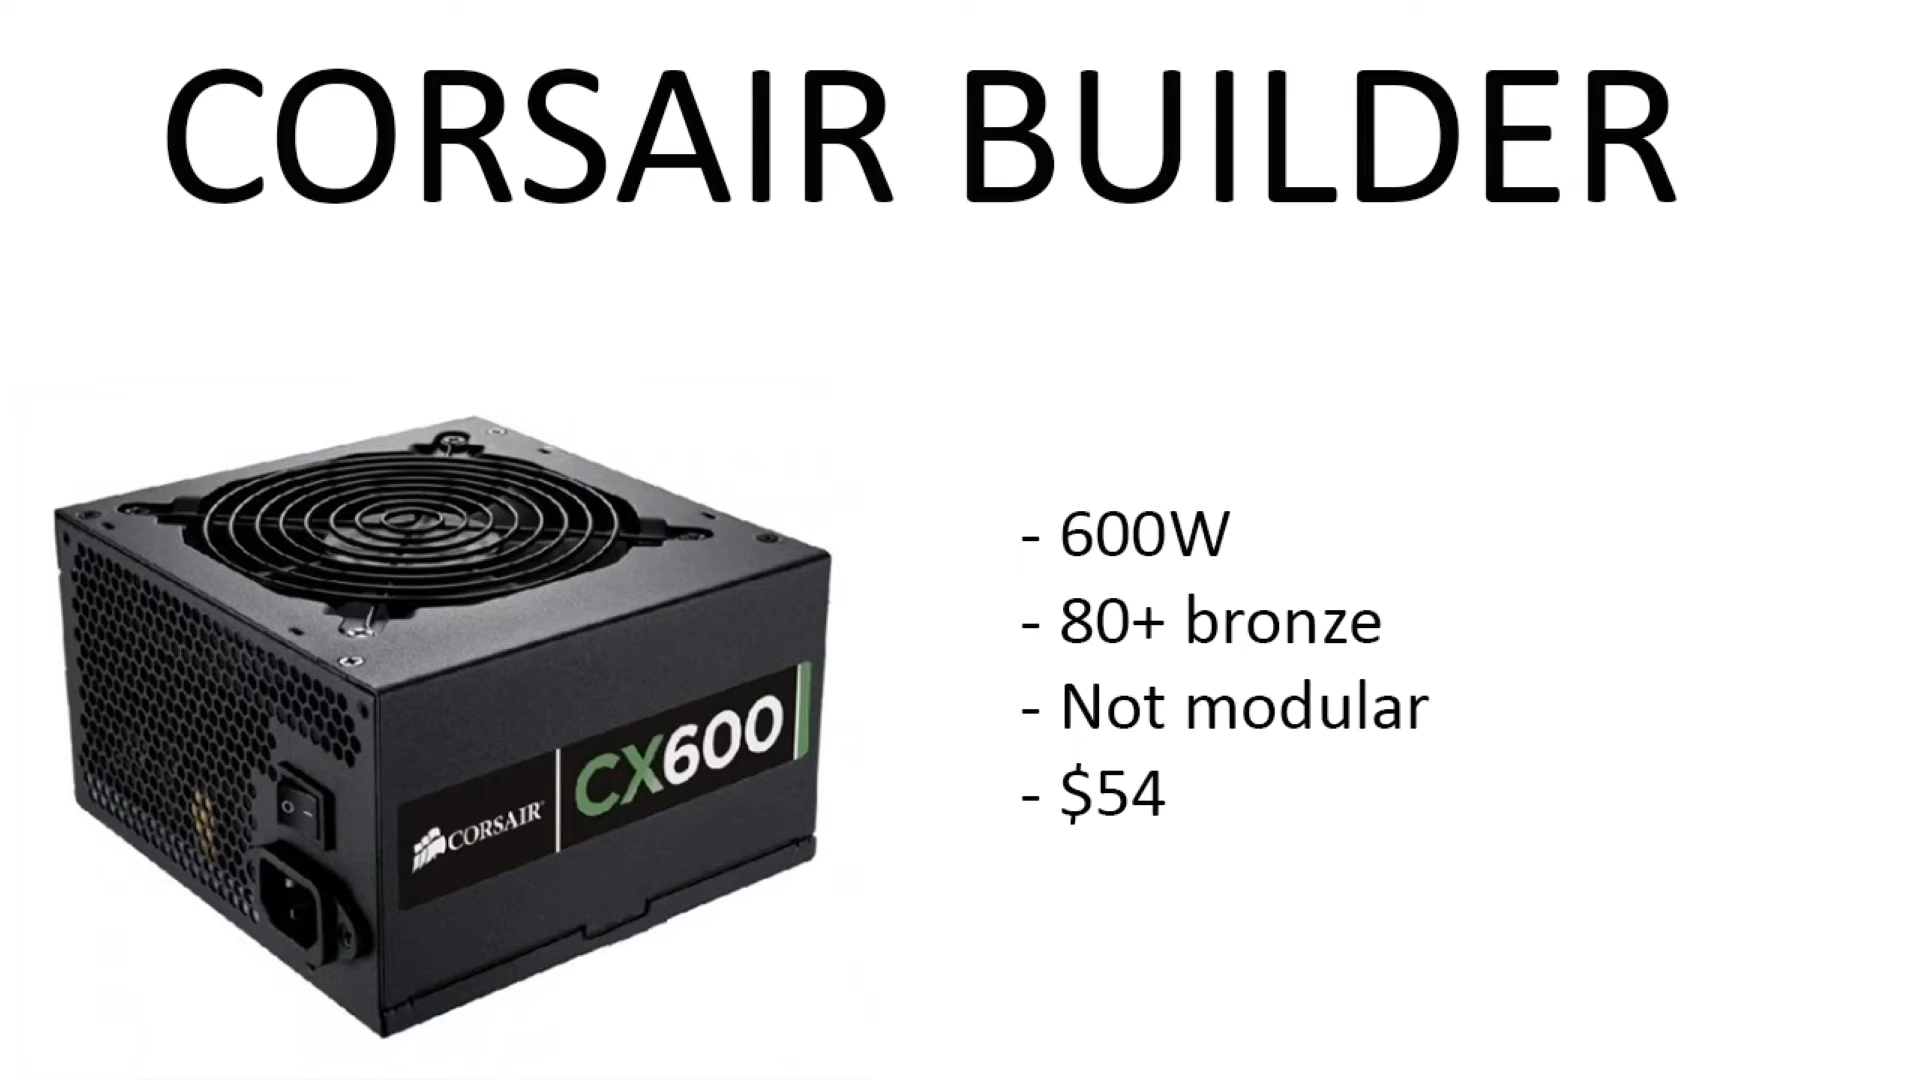 CORSAIR BUILDER
- 600W
- 80+ bronze
- Not modular
- $54
CORSAIR
CX600